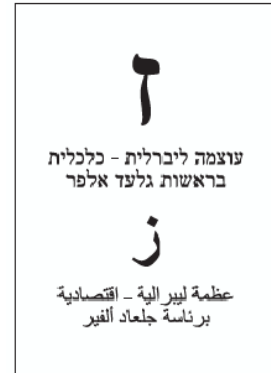 ז
עוצמה ליברלית - כלכלית
בראשות גלעד אלפר
ز
عظمة ليبرالية - اقتصادية
برئاسة جلعاد ألفير